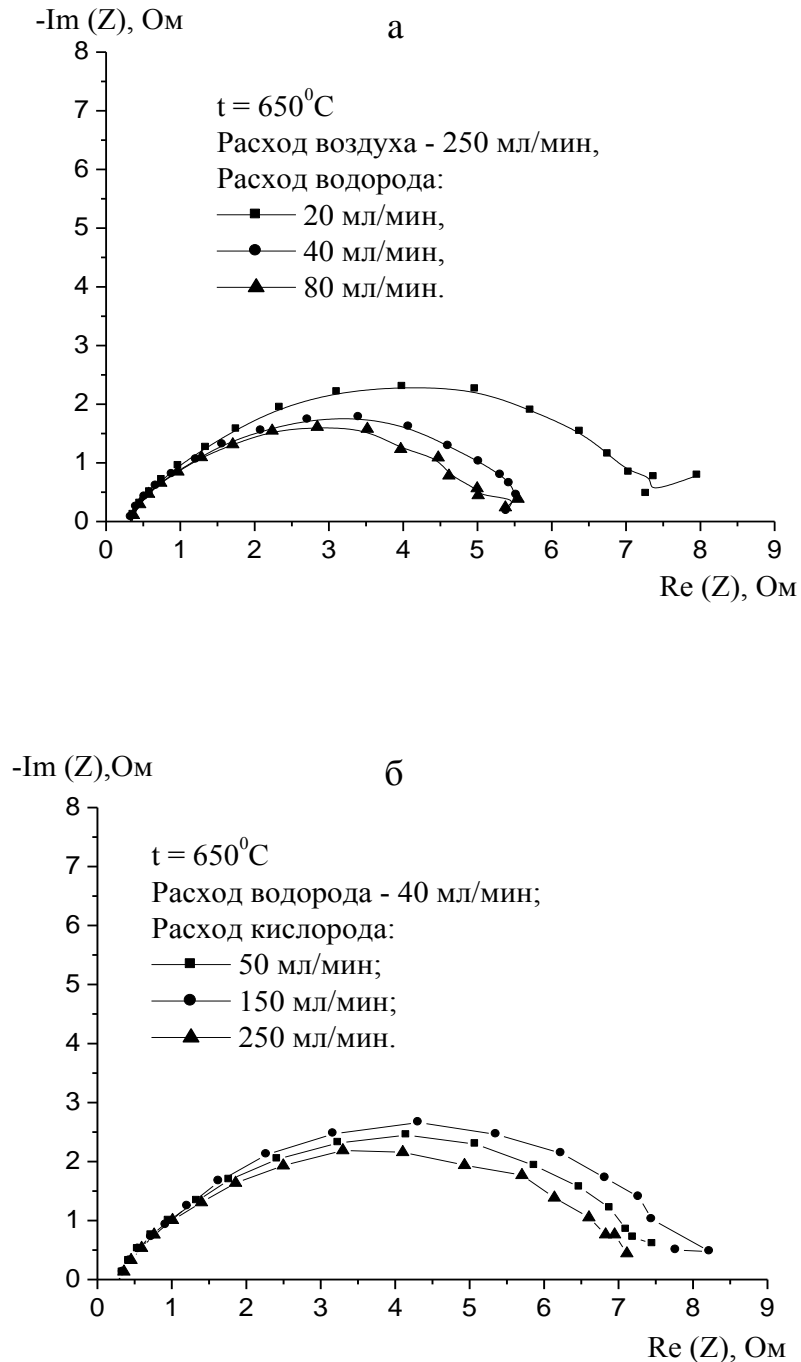 -Im (Z), Ом
а
8
7
6
5
4
3
2
1
0
t = 650⁰C
Расход воздуха - 250 мл/мин,
Расход водорода:
20 мл/мин,
40 мл/мин,
80 мл/мин.
0 1 2 3 4 5 6 7 8 9
Re (Z), Ом
-Im (Z),Ом
б
8
7
6
5
4
3
2
1
0
t = 650⁰C
Расход водорода - 40 мл/мин;
Расход кислорода:
50 мл/мин;
150 мл/мин;
250 мл/мин.
0 1 2 3 4 5 6 7 8 9
Re (Z), Ом